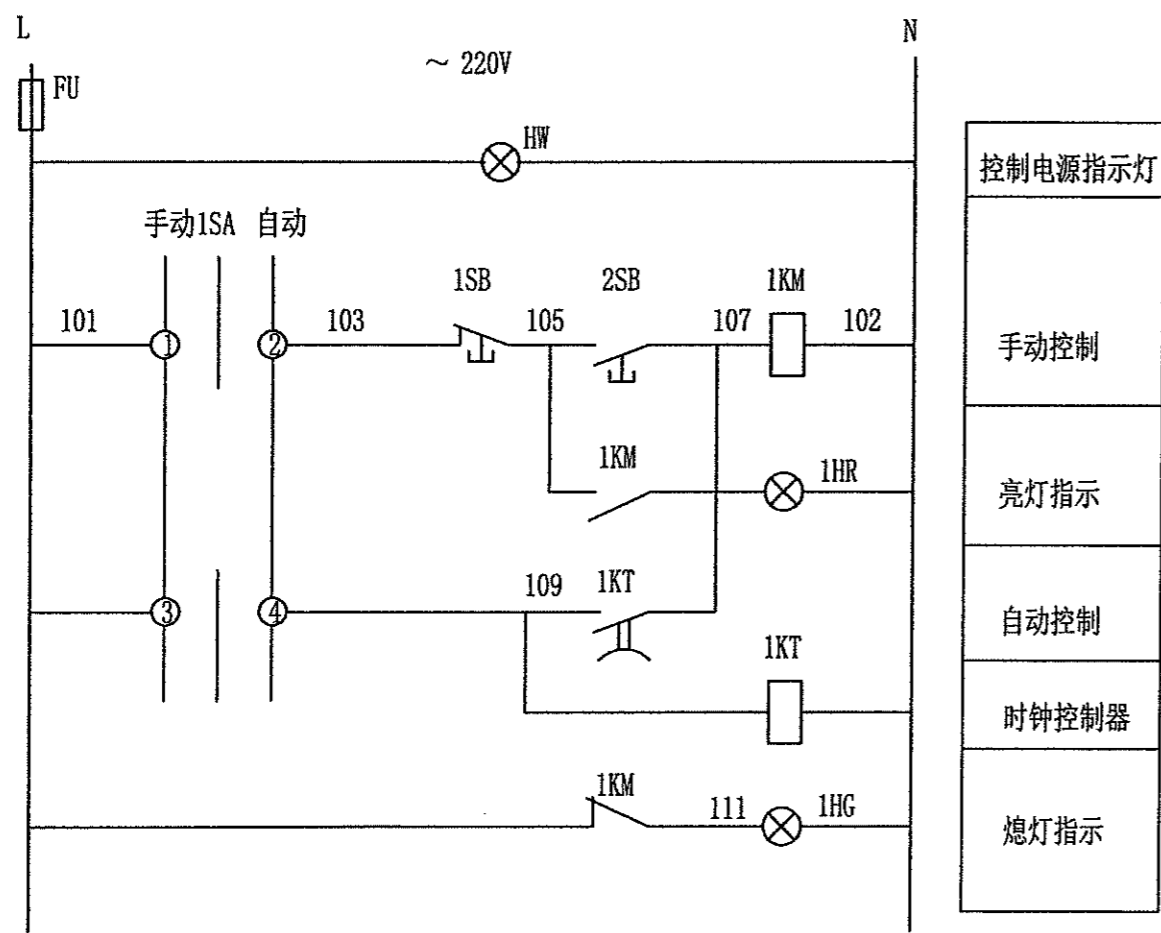 L
N
～ 220V
FU
HW
控制电源指示灯
手动1SA 自动
1SB
2SB
1KM
101
①
②
103
105
107
102
手动控制
1KM
1HR
亮灯指示
③
④
109
1KT
自动控制
1KT
时钟控制器
1KM
111
1HG
熄灯指示